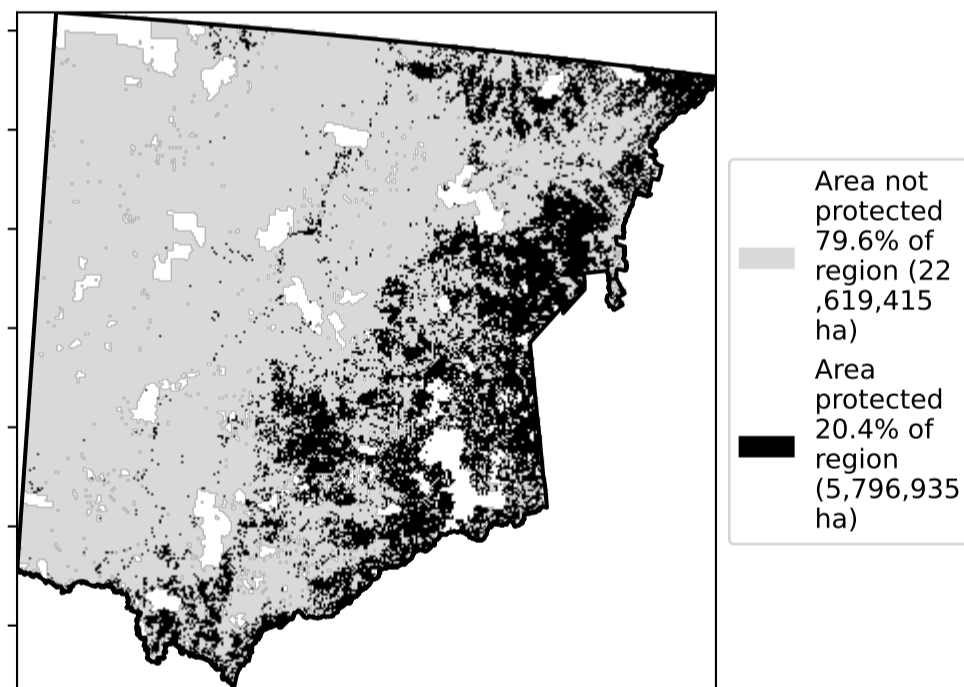 Area not
protected
79.6% of
region (22
,619,415
ha)
Area
protected
20.4% of
region
(5,796,935
ha)